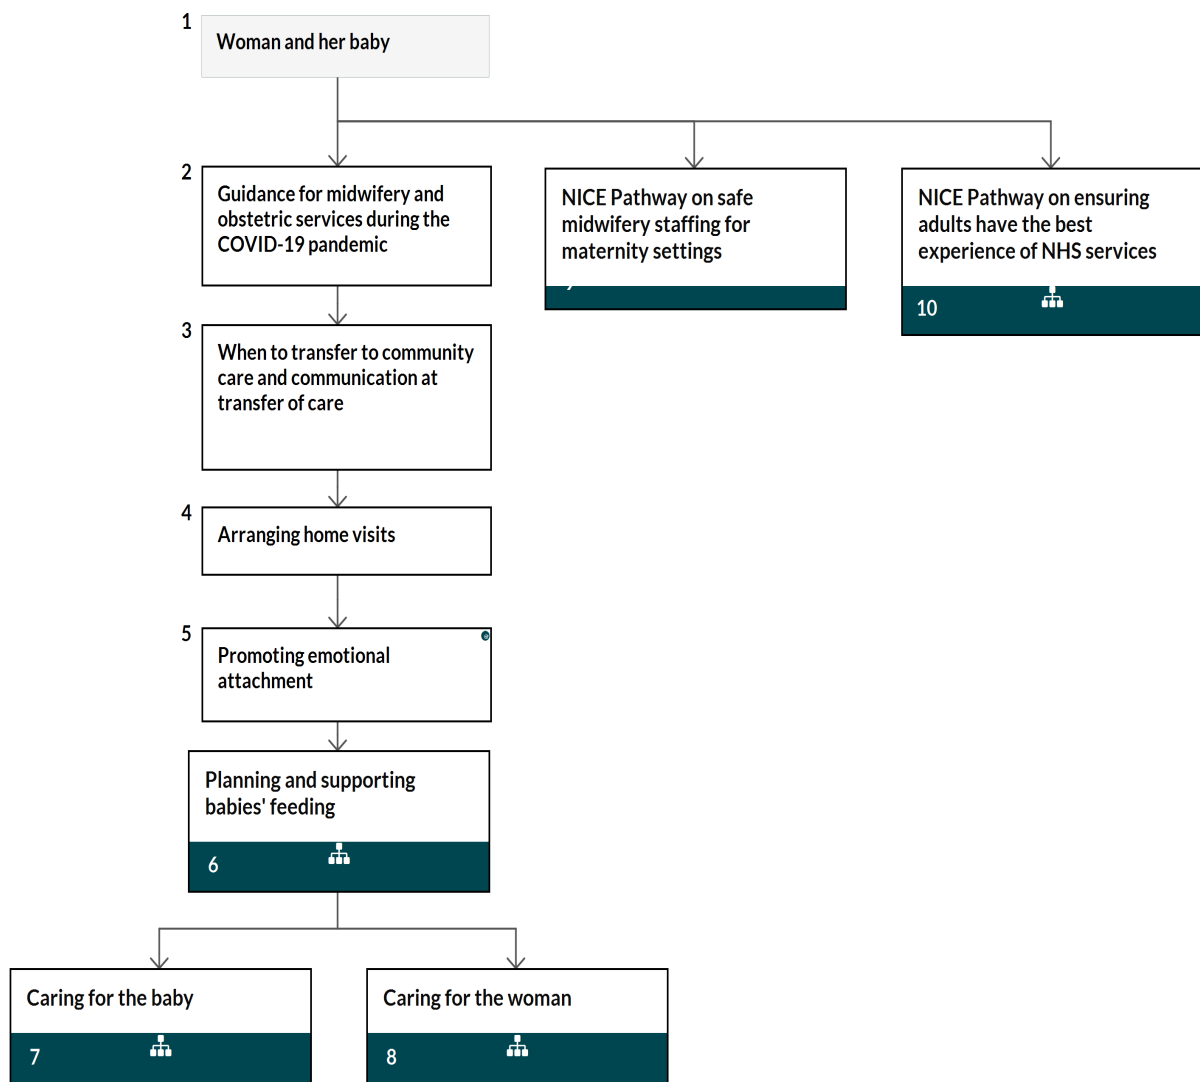 1
Woman and her baby
2
Guidance for midwifery and
obstetric services during the
COVID-19 pandemic
NICE Pathway on safe
midwifery staffing for
maternity settings
NICE Pathway on ensuring
adults have the best
experience of NHS services
10
3
When to transfer to community
care and communication at
transfer of care
4
Arranging home visits
5
Promoting emotional
attachment
Planning and supporting
babies' feeding
6
Caring for the baby
7
Caring for the woman
8